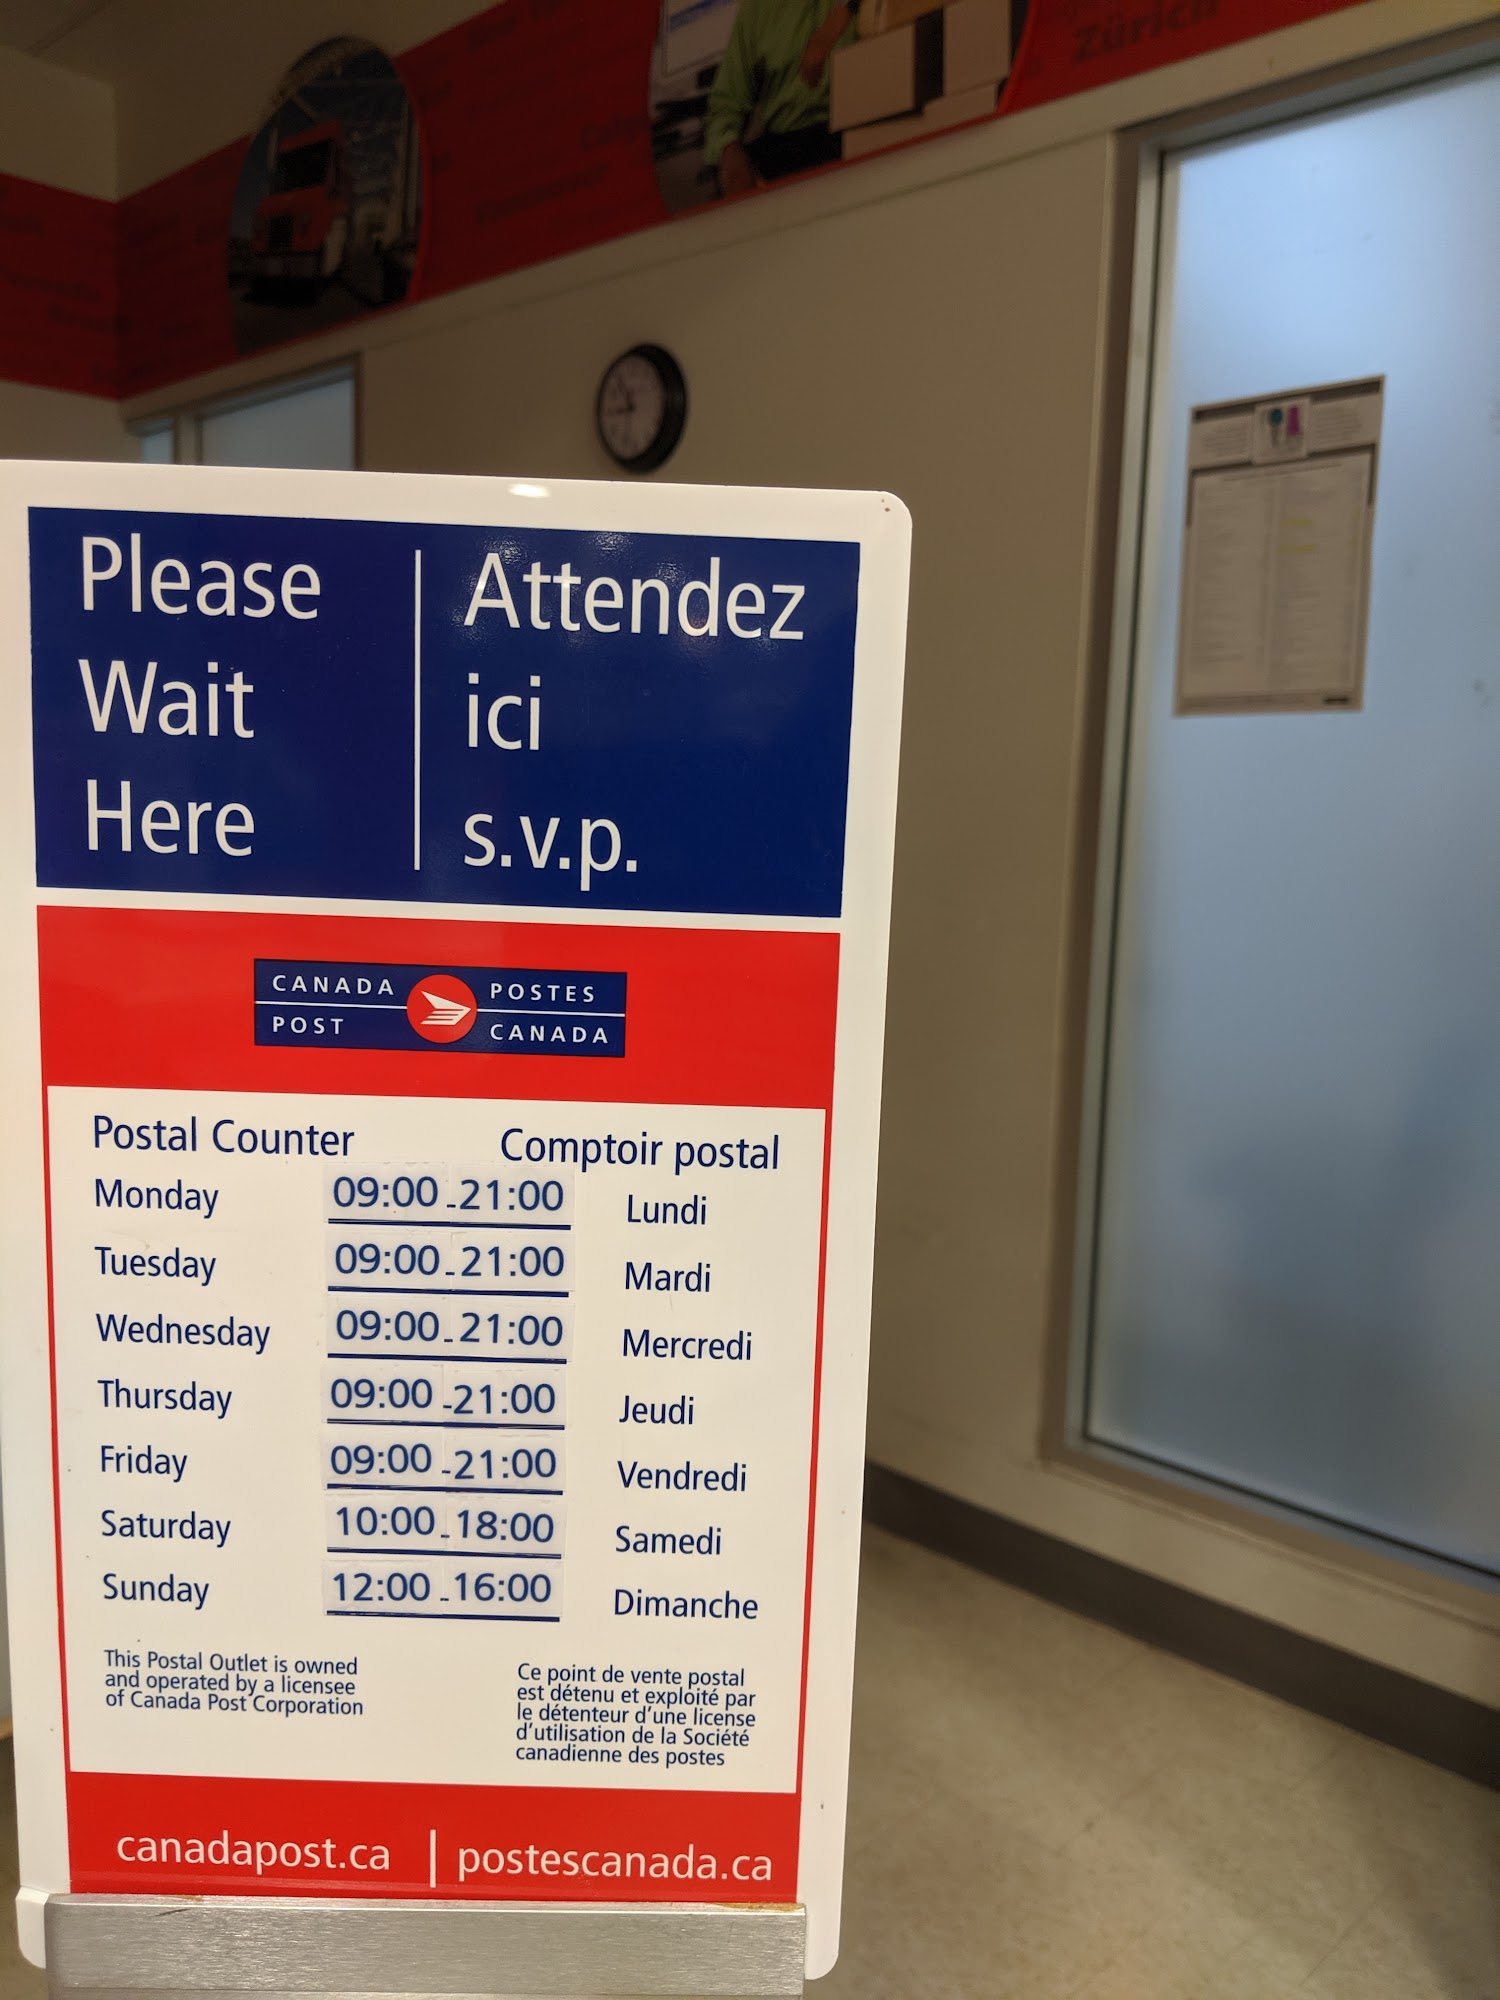 Zürich
Please
Wait
Here
Attendez
ici
s.v.p.
CANADA
POST
POSTES
CANADA
Postal Counter Comptoir postal
Monday 09:00 - 21:00 Lundi
Tuesday 09:00 - 21:00 Mardi
Wednesday 09:00 - 21:00 Mercredi
Thursday 09:00 - 21:00 Jeudi
Friday 09:00 - 21:00 Vendredi
Saturday 10:00 - 18:00 Samedi
Sunday 12:00 - 16:00 Dimanche
This Postal Outlet is owned
and operated by a licensee
of Canada Post Corporation
Ce point de vente postal
est détenu et exploité par
le détenteur d'une license
d'utilisation de la Société
canadienne des postes
canadapost.ca | postescanada.ca